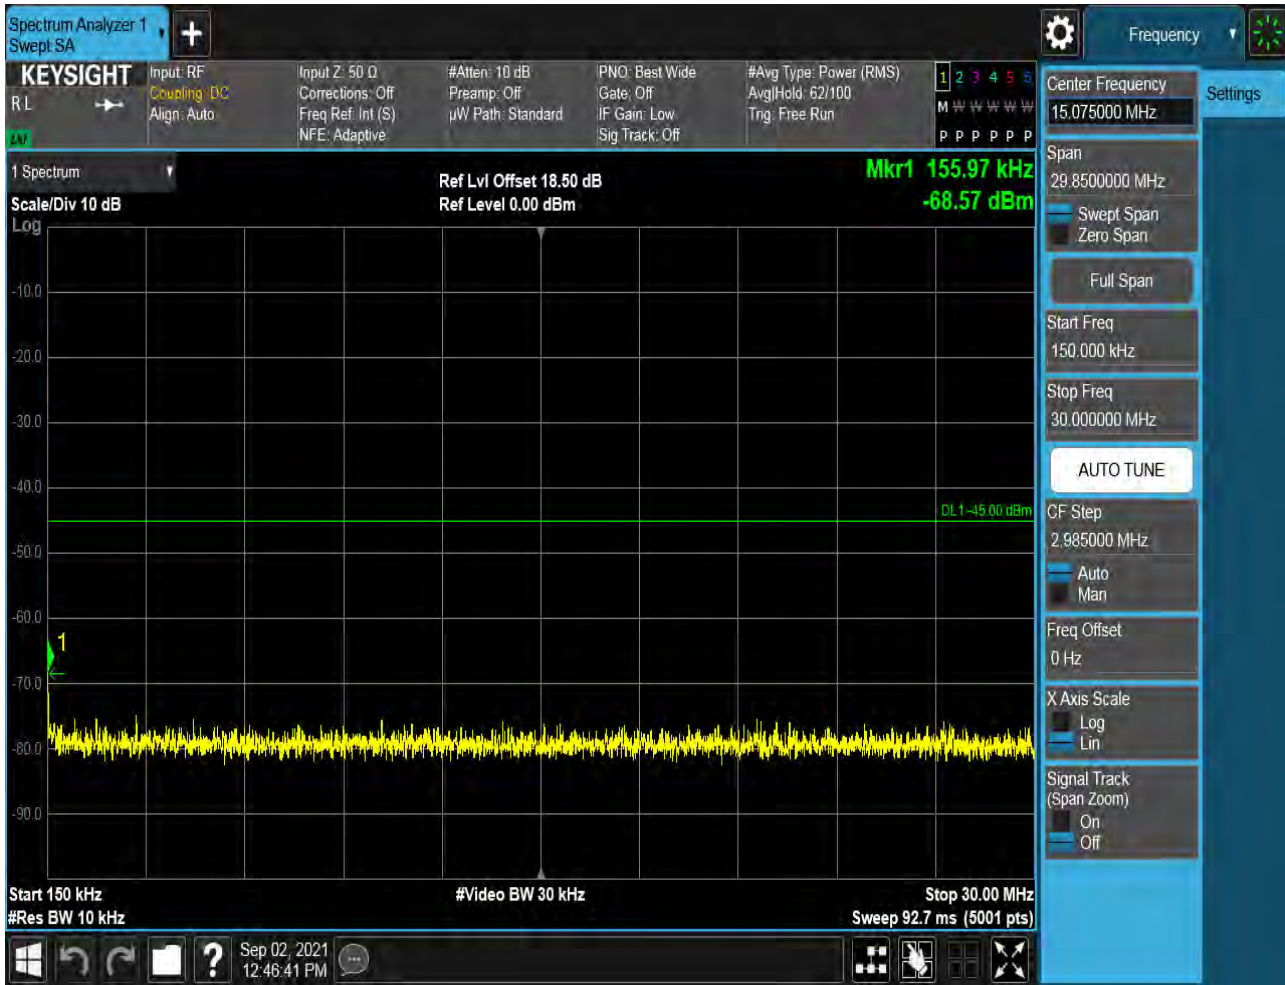 Spectrum Analyzer 1
Swept SA
Frequency
KEYSIGHT
R L
LXI
Input: RF
Coupling: DC
Align: Auto
Input Z: 50 Ω
Corrections: Off
Freq Ref: Int (S)
NFE: Adaptive
#Atten: 10 dB
Preamp: Off
µW Path: Standard
PNO: Best Wide
Gate: Off
IF Gain: Low
Sig Track: Off
#Avg Type: Power (RMS)
Avg|Hold: 62/100
Trig: Free Run
1 2 3 4 5 6
M W W W W W
P P P P P P
1 Spectrum
Scale/Div 10 dB
Log
Ref Lvl Offset 18.50 dB
Ref Level 0.00 dBm
Mkr1 155.97 kHz
-68.57 dBm
-10.0
-20.0
-30.0
-40.0
DL1 -45.00 dBm
-50.0
-60.0
1
-70.0
-80.0
-90.0
Start 150 kHz
#Video BW 30 kHz
Stop 30.00 MHz
#Res BW 10 kHz
Sweep 92.7 ms (5001 pts)
Sep 02, 2021
12:46:41 PM
Center Frequency
15.075000 MHz
Settings
Span
29.8500000 MHz
Swept Span
Zero Span
Full Span
Start Freq
150.000 kHz
Stop Freq
30.000000 MHz
AUTO TUNE
CF Step
2.985000 MHz
Auto
Man
Freq Offset
0 Hz
X Axis Scale
Log
Lin
Signal Track
(Span Zoom)
On
Off